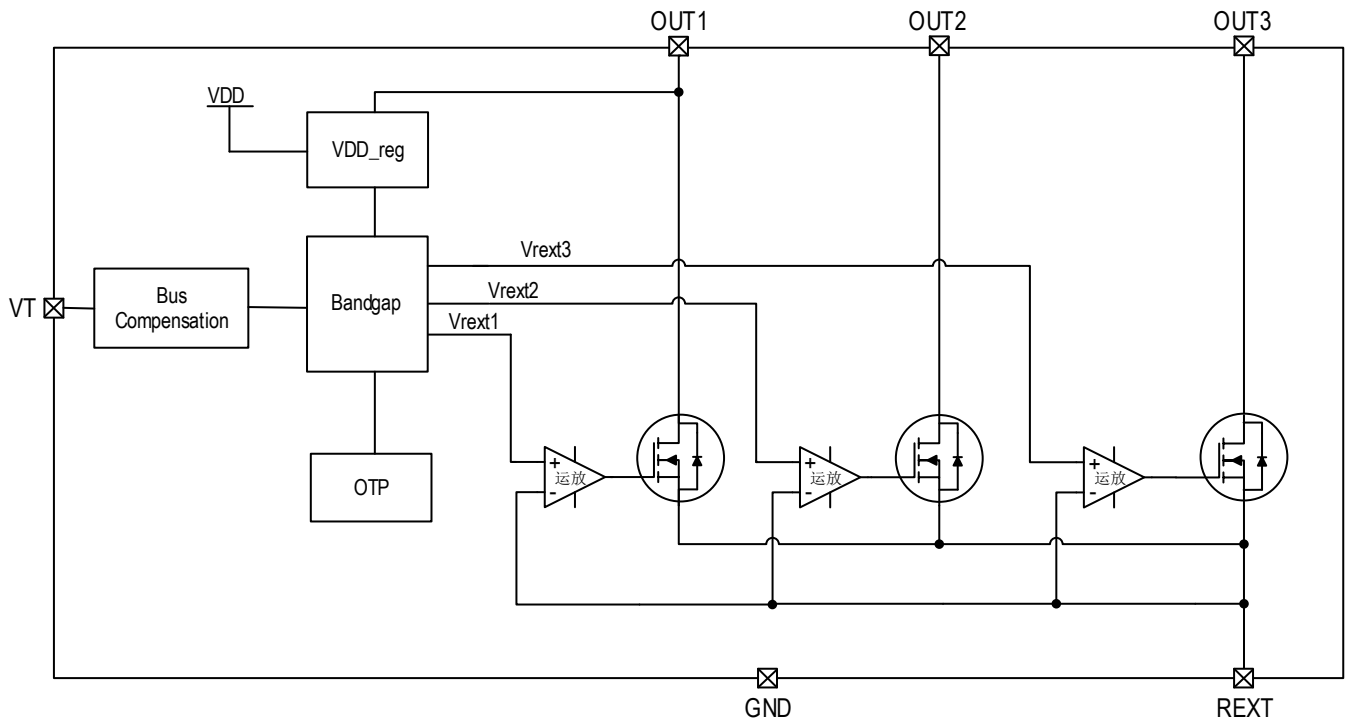 OUT1
OUT2
OUT3
VDD
VDD_reg
Vrext3
Vrext2
Vrext1
VT
Bus
Compensation
Bandgap
OTP
+
运放
-
+
运放
-
+
运放
-
GND
REXT